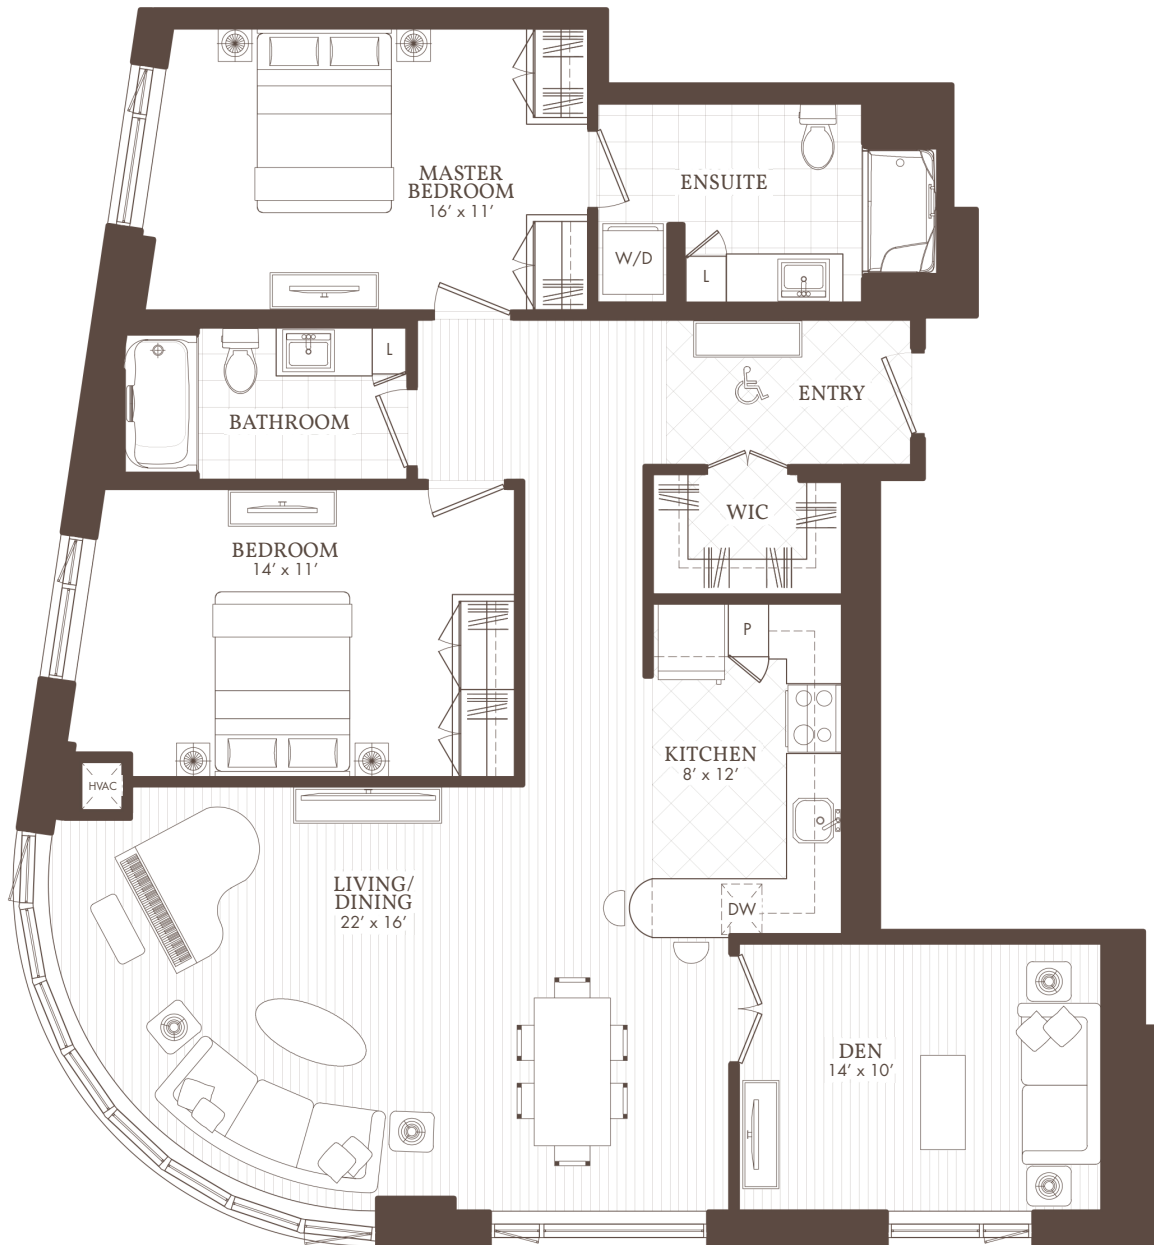 MASTER
BEDROOM
16’ x 11’
ENSUITE
W/D
L
L
BATHROOM
ENTRY
WIC
BEDROOM
14’ x 11’
P
KITCHEN
8’ x 12’
HVAC
LIVING/
DINING
22’ x 16’
DW
DEN
14’ x 10’